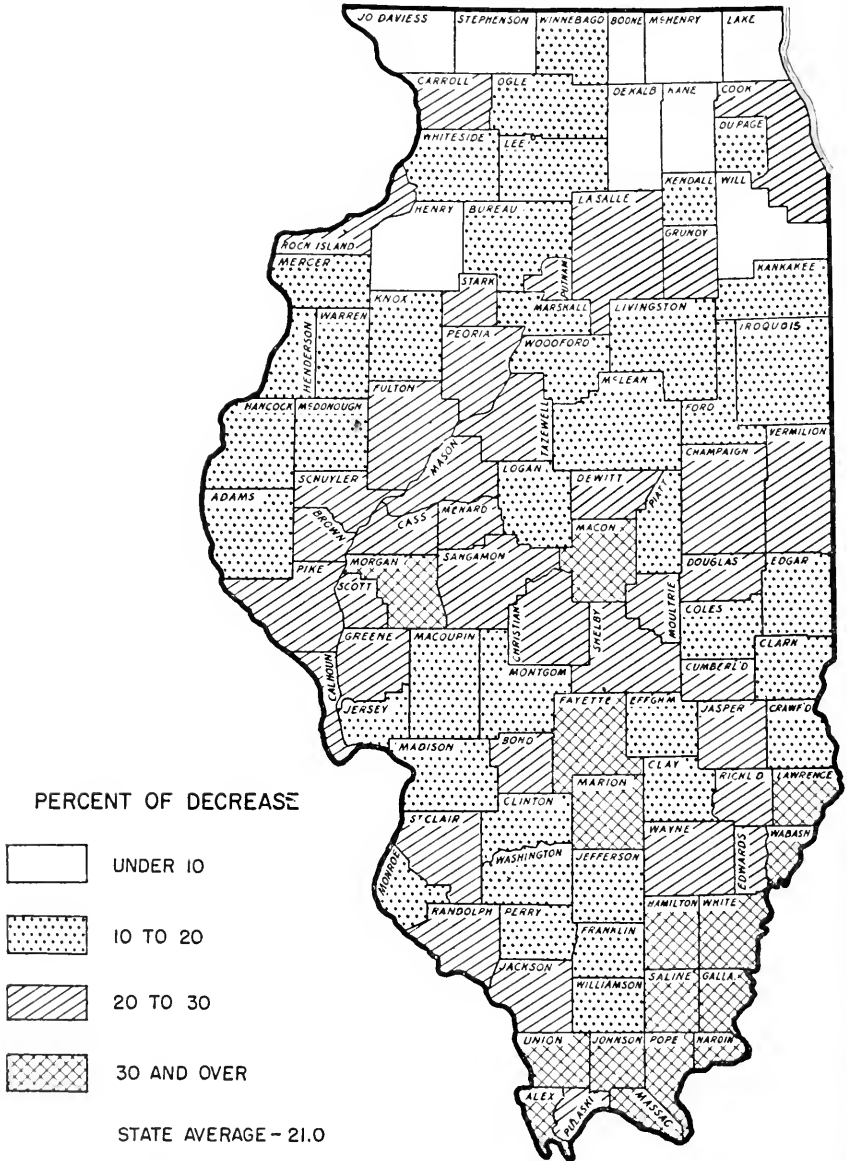 JO DAVIESS STEPHENSON WINNEBAGO BOONE McHENRY LAKE
CARROLL OGLE DEKALB KANE COOK
DU PAGE
WHITESIDE LEE
KENDALL WILL
LASALLE
HENRY BUREAU
GRUNDY
ROCK ISLAND
MERCER
PUTNAM
KANKAKEE
STARK
KNOX
MARSHALL LIVINGSTON
WARREN
HENDERSON
PEORIA
IROQUOIS
WOODFORD
McLEAN
FULTON
TAZEWELL
HANCOCK McDONOUGH
FORD
VERMILION
MASON
CHAMPAIGN
LOGAN
SCHUYLER
DEWITT
PIATT
ADAMS
BROWN
CASS
MENARD
MACON
PIKE
MORGAN
SANGAMON
DOUGLAS EDGAR
SCOTT
MOULTRIE
CHRISTIAN
SHELBY
COLES
GREENE MACOUPIN
CLARK
CALHOUN
MONTGOM
CUMBERL'D
JERSEY
FAYETTE EFFGHM JASPER CRAWF'D
MADISON
BOND
CLAY
RICHL'D LAWRENCE
MARION
CLINTON
ST CLAIR
WAYNE
EDWARDS
WABASH
MONROE
WASHINGTON
JEFFERSON
HAMILTON WHITE
RANDOLPH PERRY
FRANKLIN
JACKSON
SALINE GALLA.
WILLIAMSON
UNION JOHNSON POPE HARDIN
ALEX
PULASKI
MASSAC
PERCENT OF DECREASE
UNDER 10
10 TO 20
20 TO 30
30 AND OVER
STATE AVERAGE - 21.0